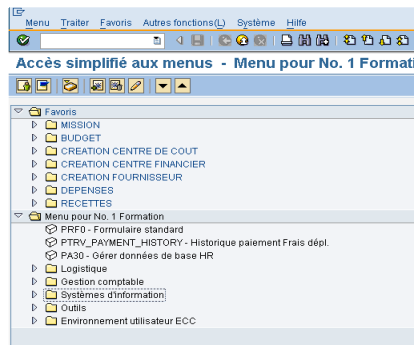 Menu Traiter Favoris Autres fonctions(L) Système Hilfe
Accès simplifié aux menus - Menu pour No. 1 Formati
Favoris
MISSION
BUDGET
CREATION CENTRE DE COUT
CREATION CENTRE FINANCIER
CREATION FOURNISSEUR
DEPENSES
RECETTES
Menu pour No. 1 Formation
PRF0 - Formulaire standard
PTRV_PAYMENT_HISTORY - Historique paiement Frais dépl.
PA30 - Gérer données de base HR
Logistique
Gestion comptable
Systèmes d'information
Outils
Environnement utilisateur ECC